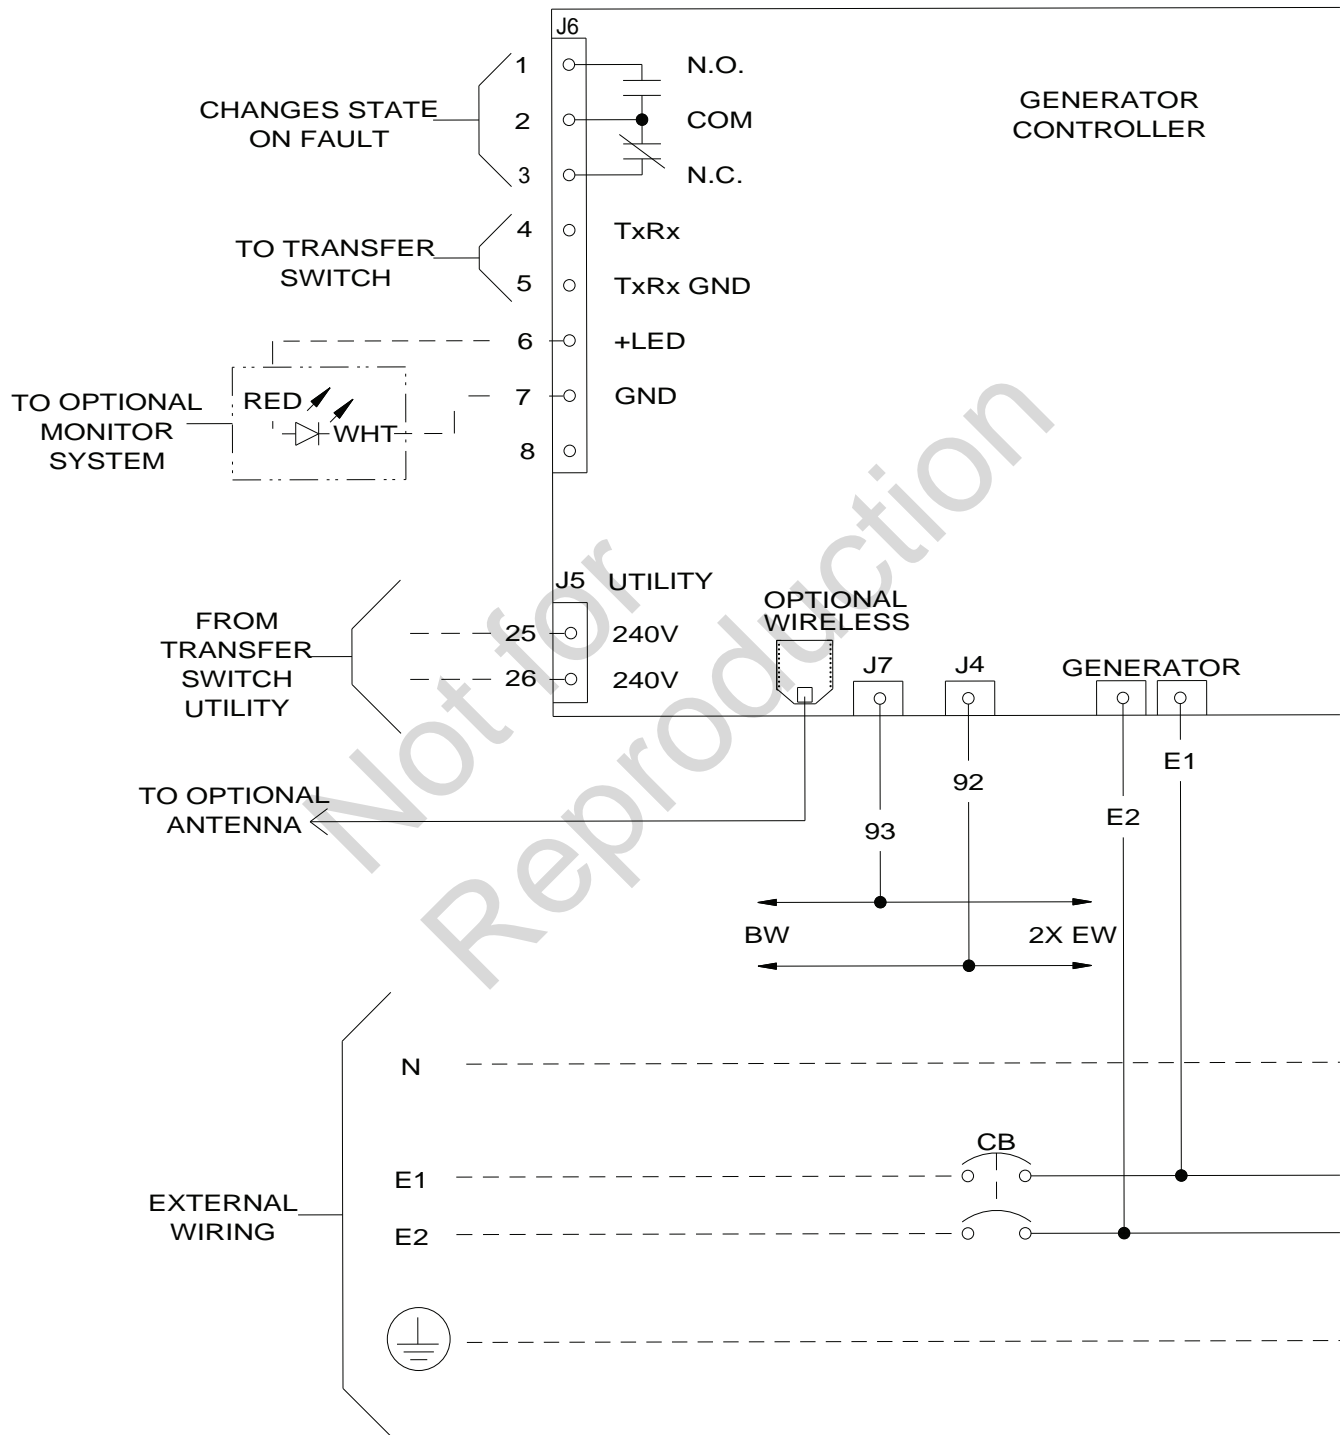 J6
1
N.O.
CHANGES STATE
ON FAULT
2
COM
3
N.C.
GENERATOR
CONTROLLER
TO TRANSFER
SWITCH
4
TxRx
5
TxRx GND
6
+LED
TO OPTIONAL
MONITOR
SYSTEM
RED
WHT
7
GND
8
J5
UTILITY
FROM
TRANSFER
SWITCH
UTILITY
25
240V
26
240V
OPTIONAL
WIRELESS
J7
J4
GENERATOR
E1
92
E2
93
TO OPTIONAL
ANTENNA
BW
2X EW
N
CB
E1
EXTERNAL
WIRING
E2
Not for
Reproduction